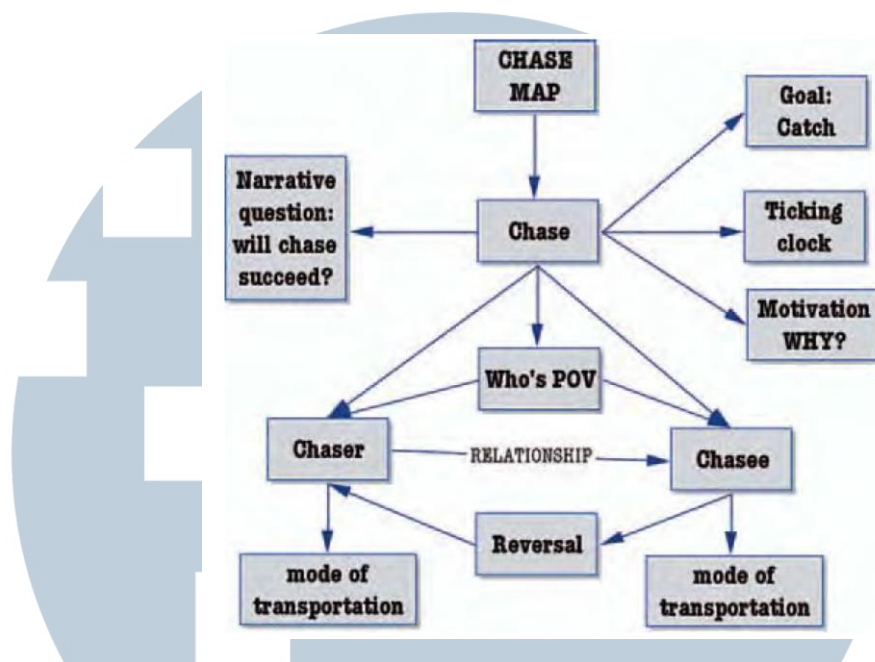 CHASE
MAP
Goal:
Catch
Narrative
question:
will chase
succeed?
Chase
Ticking
clock
Motivation
WHY?
Who's POV
Chaser
RELATIONSHIP
Chasee
Reversal
mode of
transportation
mode of
transportation